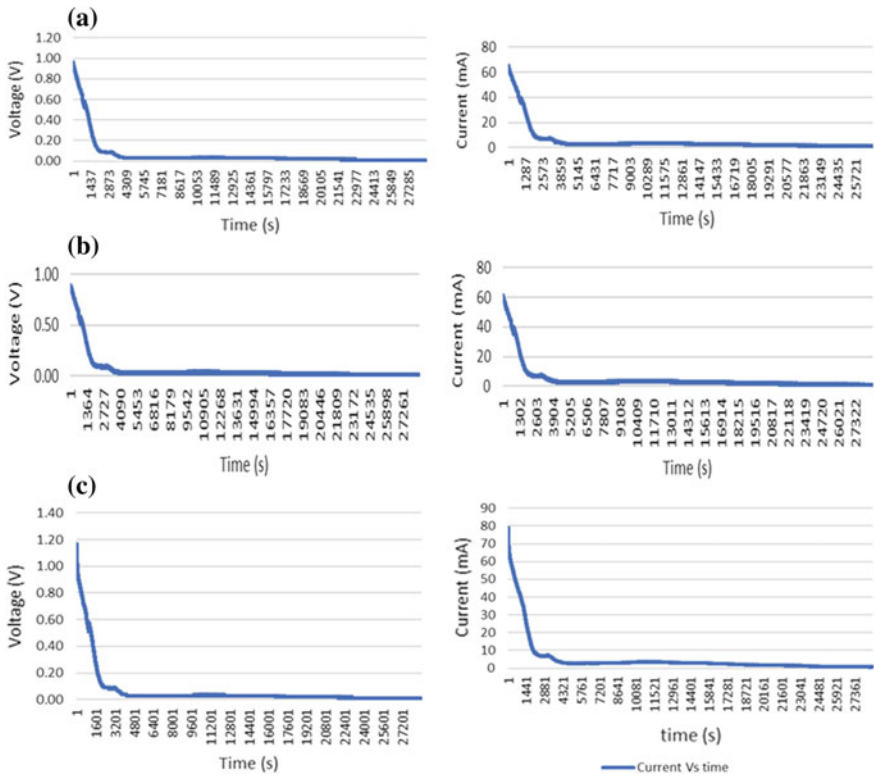 (a)
1.20
1.00
0.80
0.60
0.40
0.20
0.00
Voltage (V)
1 1437 2873 4309 5745 7181 8617 10053 11489 12925 14361 15797 17233 18669 20105 21541 22977 24413 25849 27285
Time (s)
80
60
40
20
0
Current (mA)
1 1287 2573 3859 5145 6431 7717 9003 10289 11575 12861 14147 15433 16719 18005 19291 20577 21863 23149 24435 25721
Time (s)
(b)
1.00
0.50
0.00
Voltage (V)
1 1364 2727 4090 5453 6816 8179 9542 10905 12268 13631 14994 16357 17720 19083 20446 21809 23172 24535 25898 27261
Time (s)
80
60
40
20
0
Current (mA)
1 1302 2603 3904 5205 6506 7807 9108 10409 11710 13011 14312 15613 16914 18215 19516 20817 22118 23419 24720 26021 27322
Time (s)
(c)
1.40
1.20
1.00
0.80
0.60
0.40
0.20
0.00
Voltage (V)
1 1601 3201 4801 6401 8001 9601 11201 12801 14401 16001 17601 19201 20801 22401 24001 25601 27201
Time (s)
90
80
70
60
50
40
30
20
10
0
Current (mA)
1 1441 2881 4321 5761 7201 8641 10081 11521 12961 14401 15841 17281 18721 20161 21601 23041 24481 25921 27361
time (s)
Current Vs time